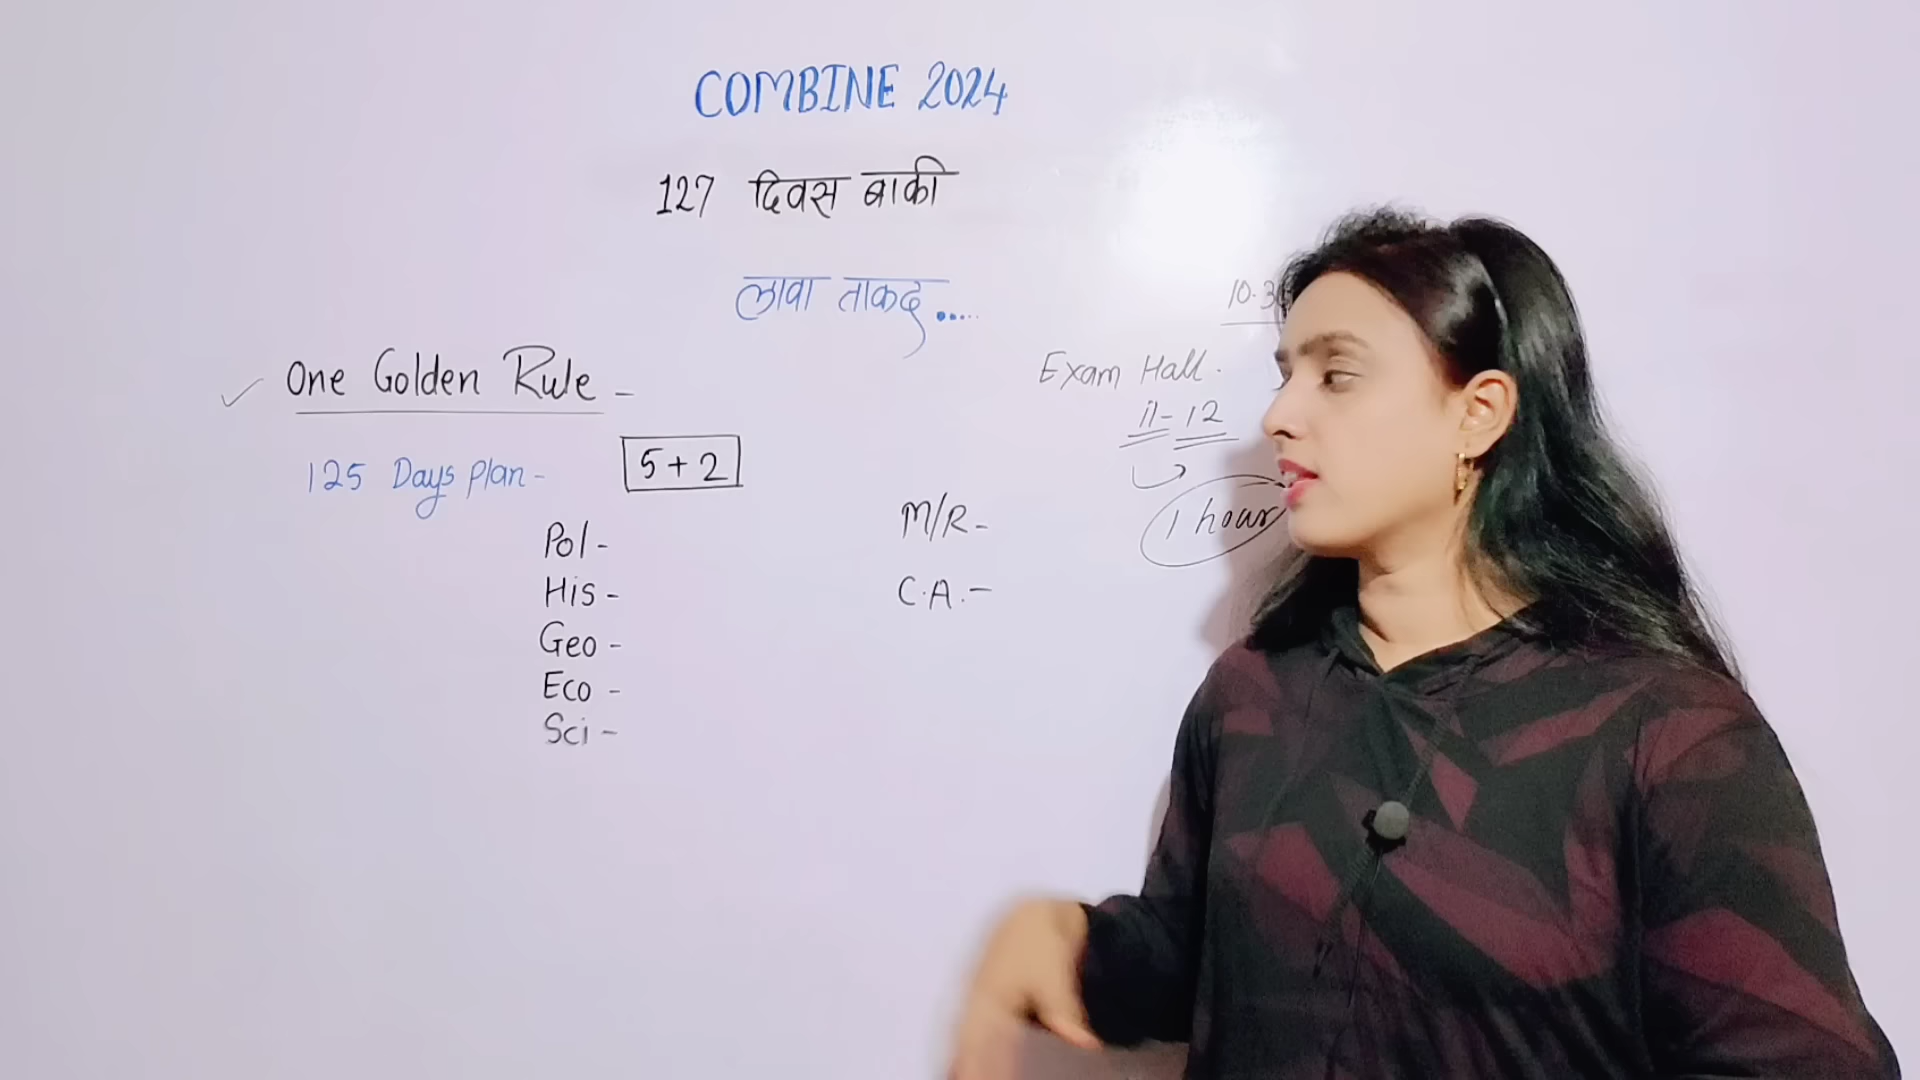 COMBINE 2024
127 दिवस बाकी
लावा ताकद.....
One Golden Rule -
125 Days plan - 5+2
Pol -
His -
Geo -
Eco -
Sci -
M/R -
C.A. -
Exam Hall.
11-12
1 hour